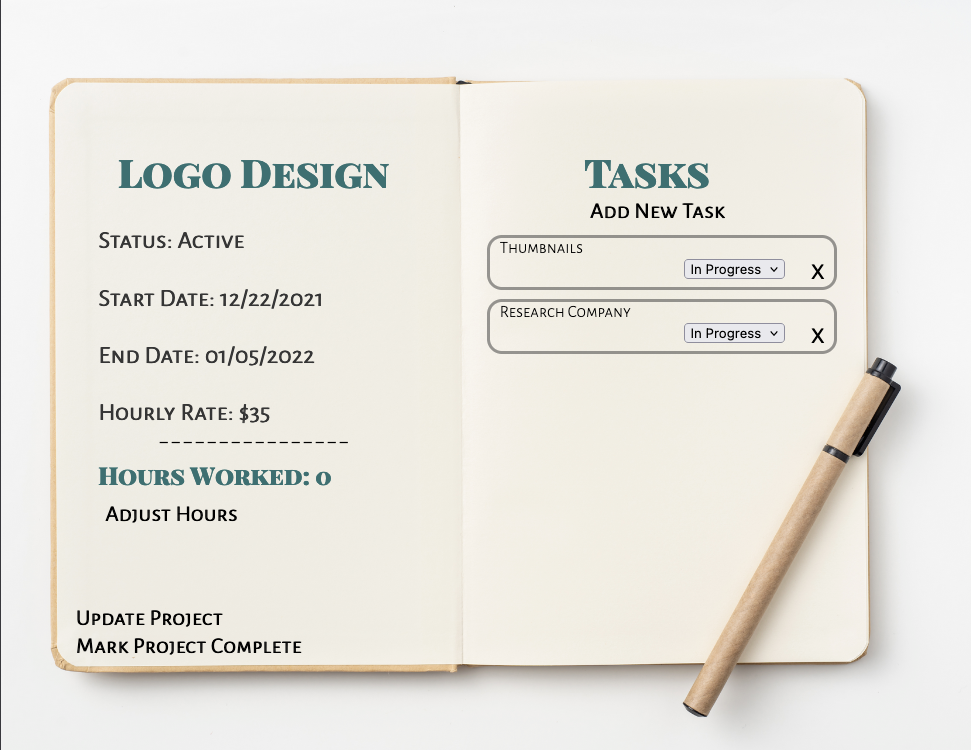 Logo Design
Status: Active
Start Date: 12/22/2021
End Date: 01/05/2022
Hourly Rate: $35
----------------
Hours Worked: 0
Adjust Hours
Update Project
Mark Project Complete
Tasks
Add New Task
Thumbnails
In Progress X
Research Company
In Progress X